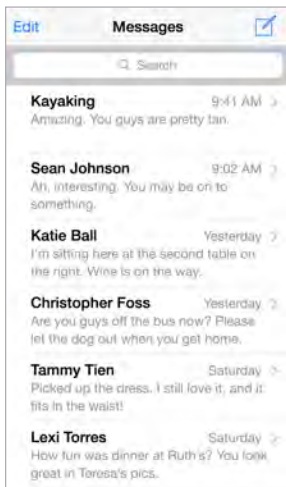 Edit Messages
Search
Kayaking 9:41 AM
Amazing. You guys are pretty tan.
Sean Johnson 9:02 AM
Ah, interesting. You may be on to
something.
Katie Ball Yesterday
I'm sitting here at the second table on
the right. Wine is on the way.
Christopher Foss Yesterday
Are you guys off the bus now? Please
let the dog out when you get home.
Tammy Tien Saturday
Picked up the dress. I still love it, and it
fits in the waist!
Lexi Torres Saturday
How fun was dinner at Ruth's? You look
great in Teresa's pics.